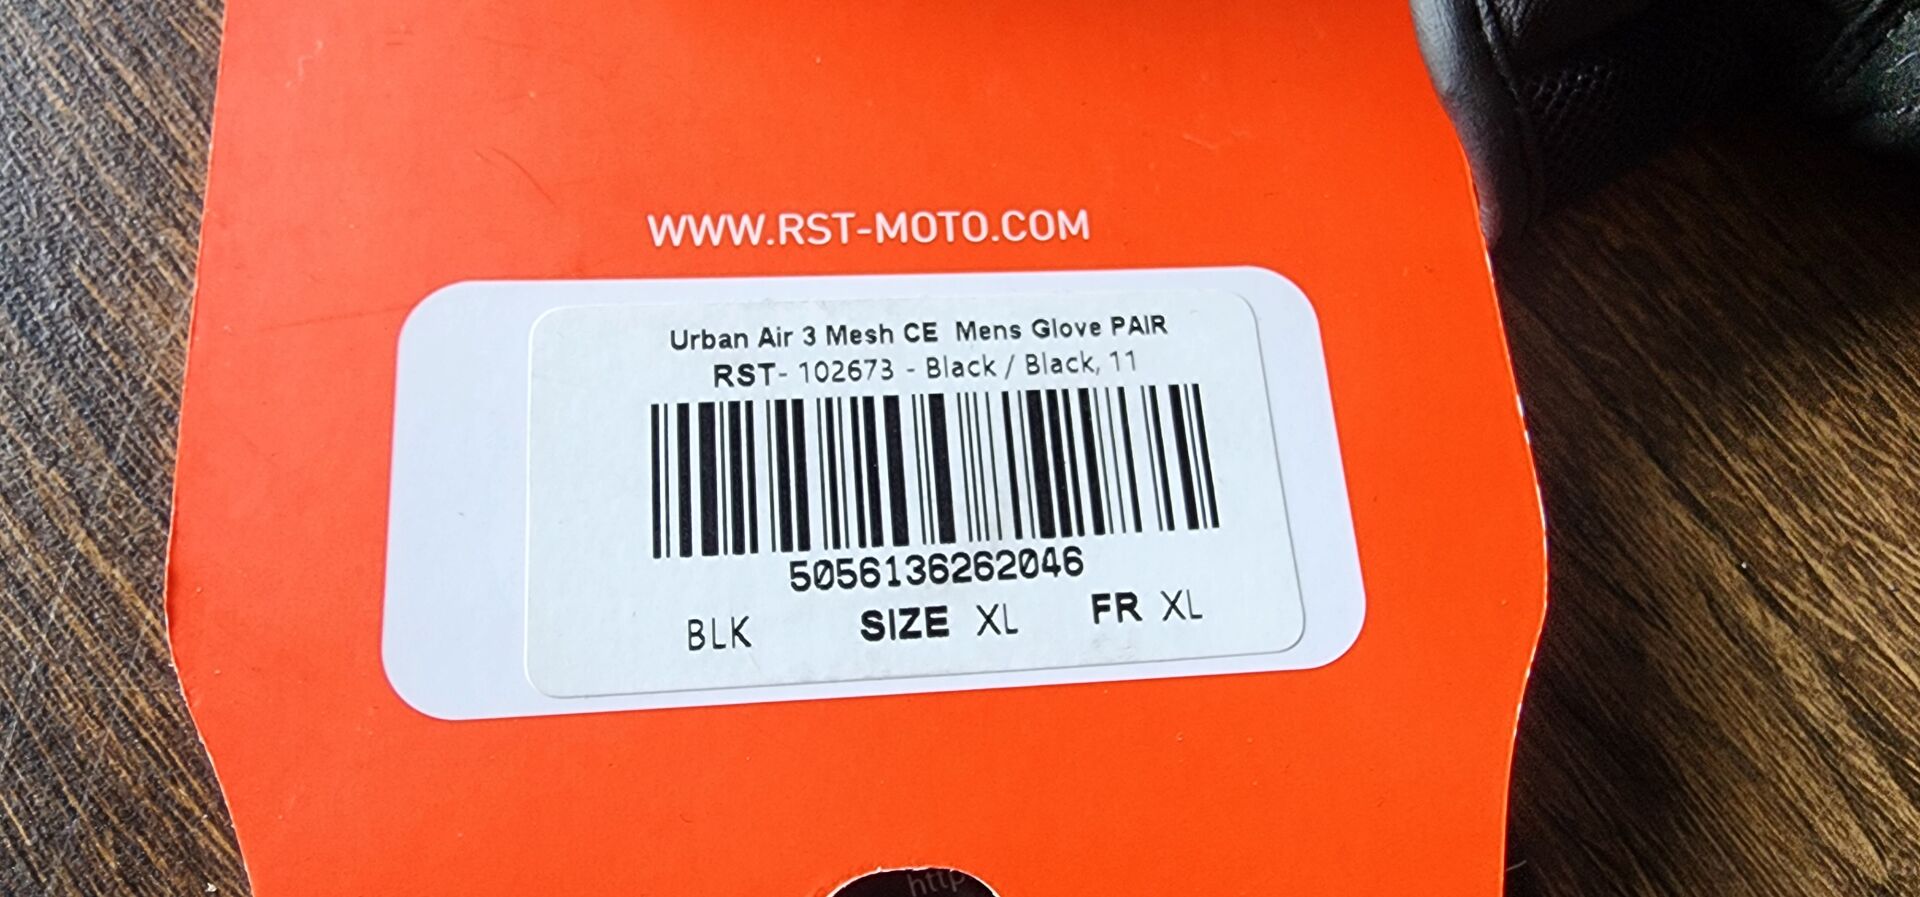 WWW.RST-MOTO.COM
Urban Air 3 Mesh CE Mens Glove PAIR
RST- 102673 - Black / Black, 11
5056136262046
BLK SIZE XL FR XL
http